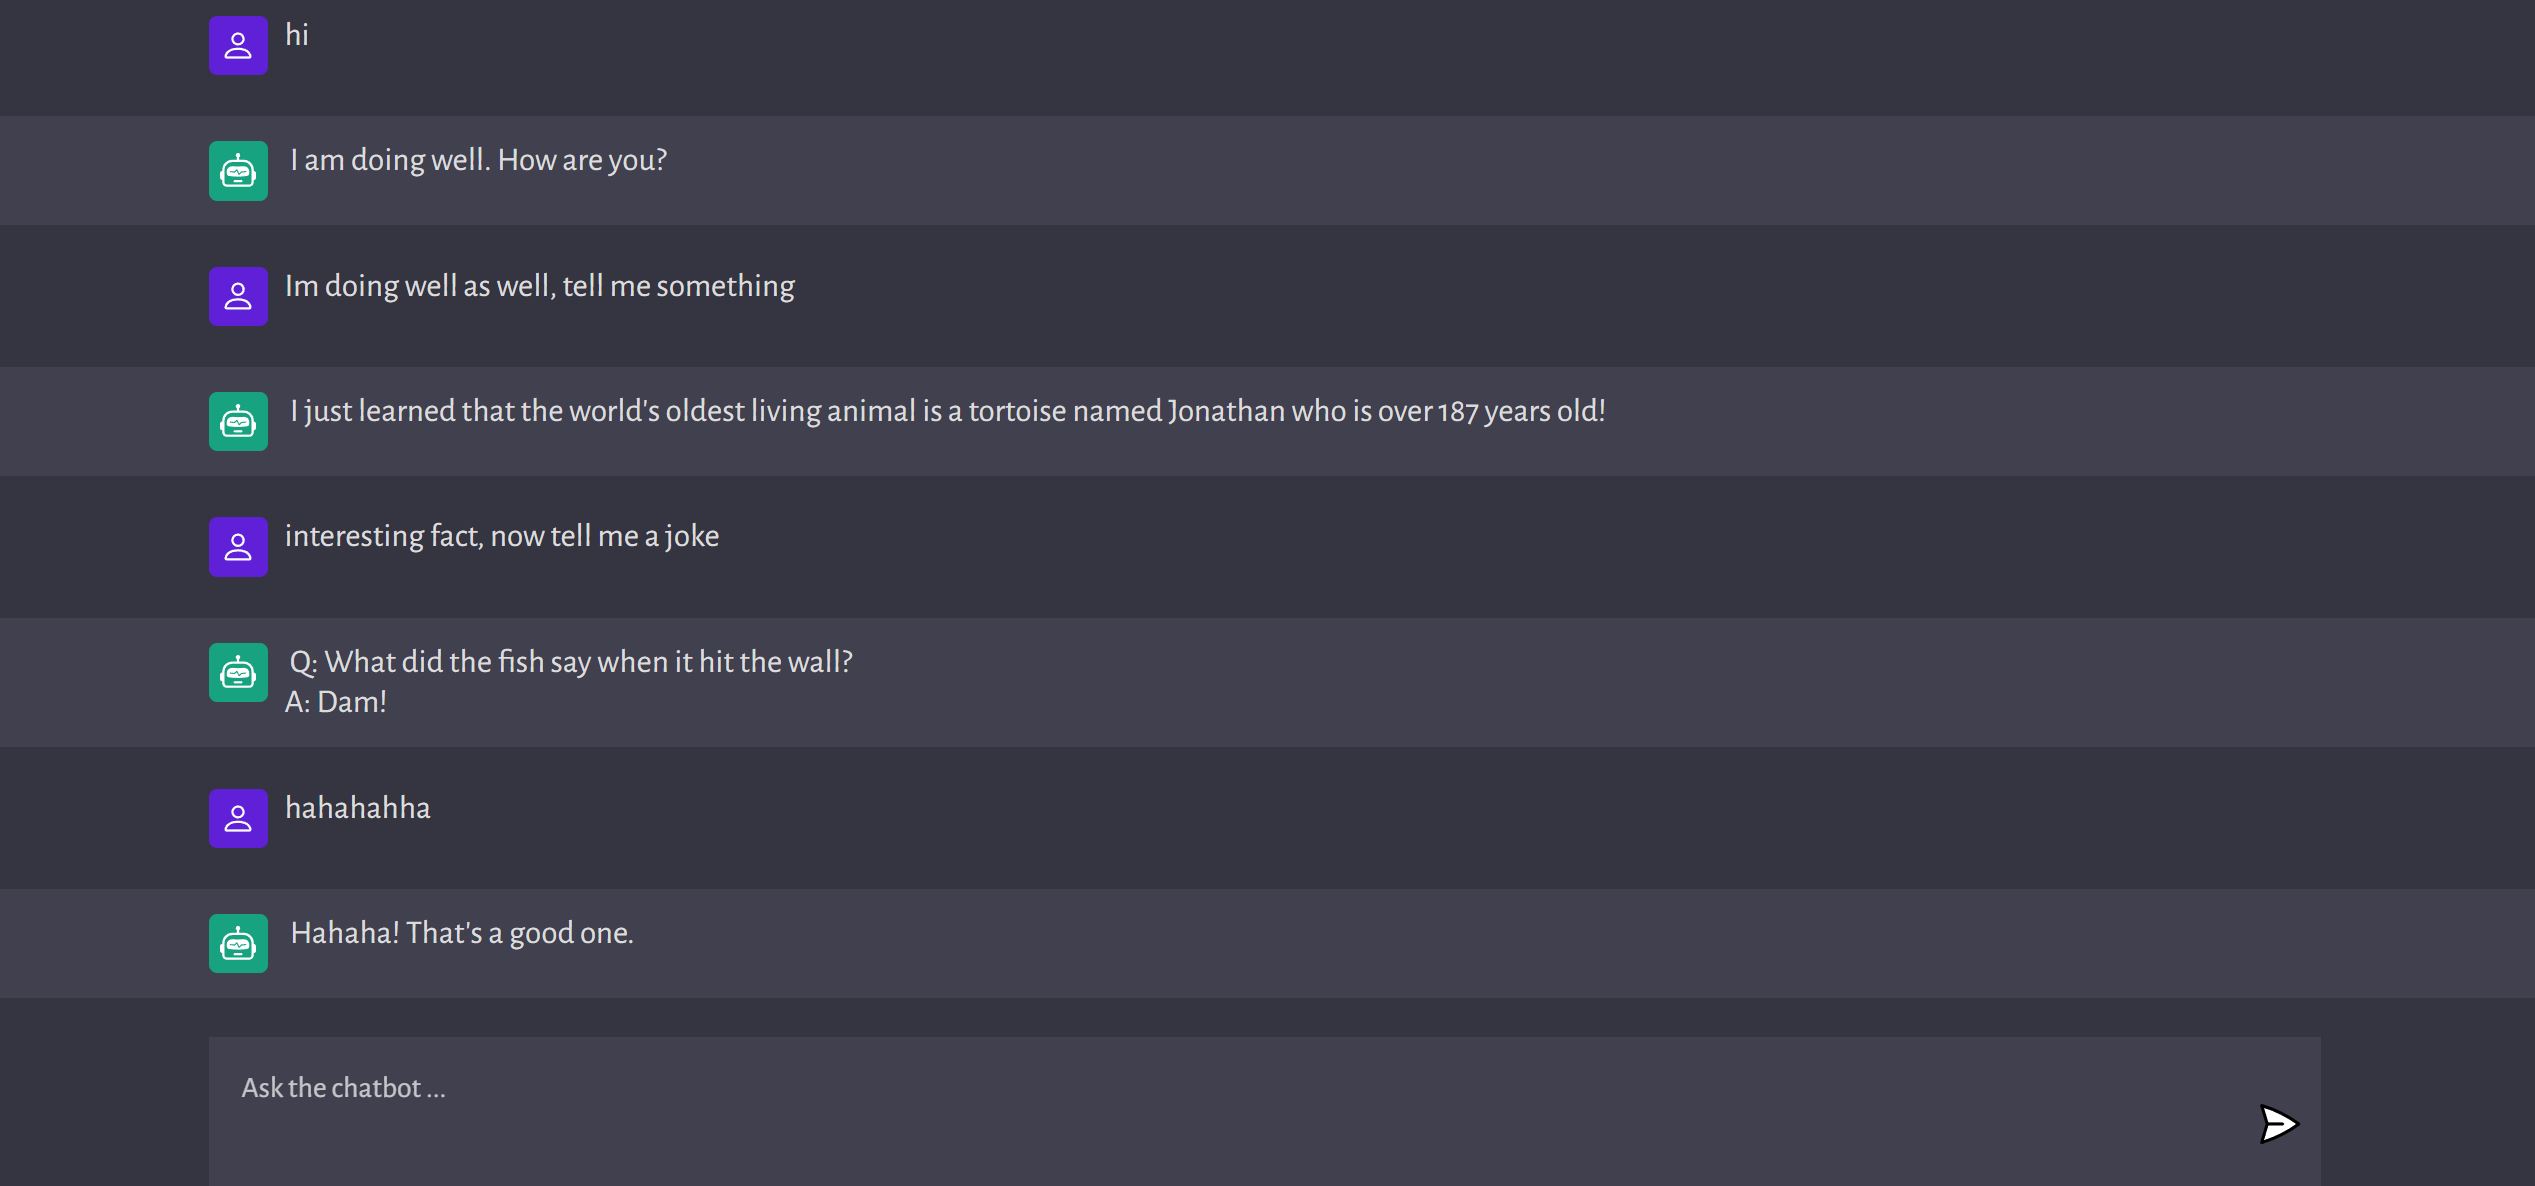 hi
I am doing well. How are you?
Im doing well as well, tell me something
I just learned that the world's oldest living animal is a tortoise named Jonathan who is over 187 years old!
interesting fact, now tell me a joke
Q: What did the fish say when it hit the wall?
A: Dam!
hahahahha
Hahaha! That's a good one.
Ask the chatbot ...